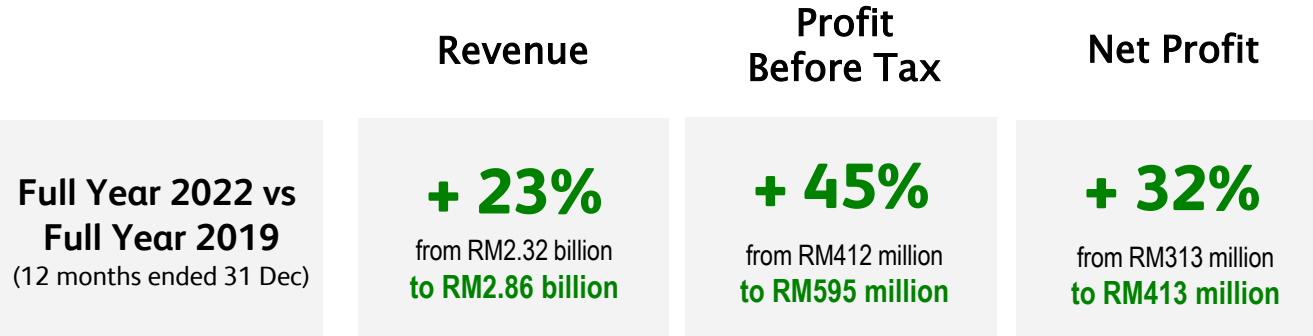 Revenue
Profit
Before Tax
Net Profit
Full Year 2022 vs
Full Year 2019
(12 months ended 31 Dec)
+ 23%
from RM2.32 billion
to RM2.86 billion
+ 45%
from RM412 million
to RM595 million
+ 32%
from RM313 million
to RM413 million